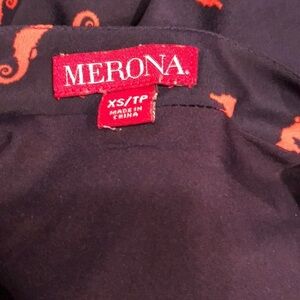 MERONA.
XS/TP
MADE IN
CHINA